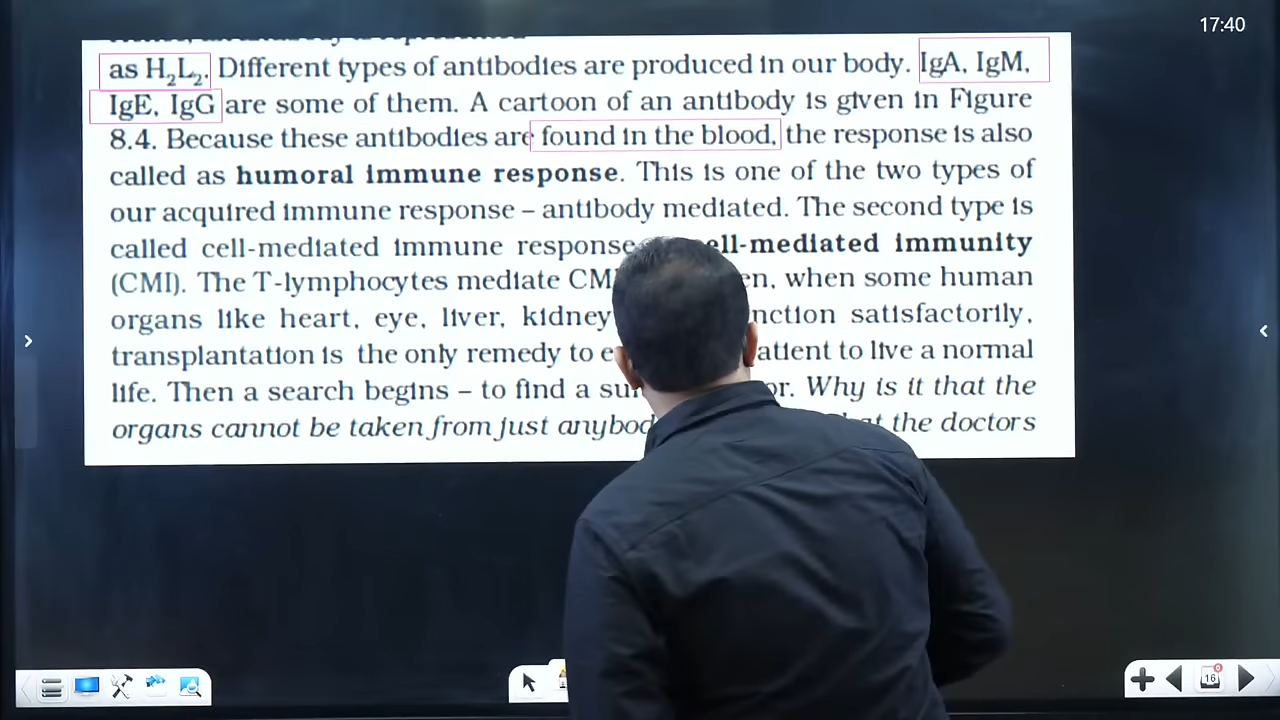 17:40
as H₂L₂. Different types of antibodies are produced in our body. IgA, IgM,
IgE, IgG are some of them. A cartoon of an antibody is given in Figure
8.4. Because these antibodies are found in the blood, the response is also
called as humoral immune response. This is one of the two types of
our acquired immune response – antibody mediated. The second type is
called cell-mediated immune response ell-mediated immunity
(CMI). The T-lymphocytes mediate CM en, when some human
organs like heart, eye, liver, kidney nction satisfactorily,
transplantation is the only remedy to e atient to live a normal
life. Then a search begins – to find a su or. Why is it that the
organs cannot be taken from just anybod at the doctors
16